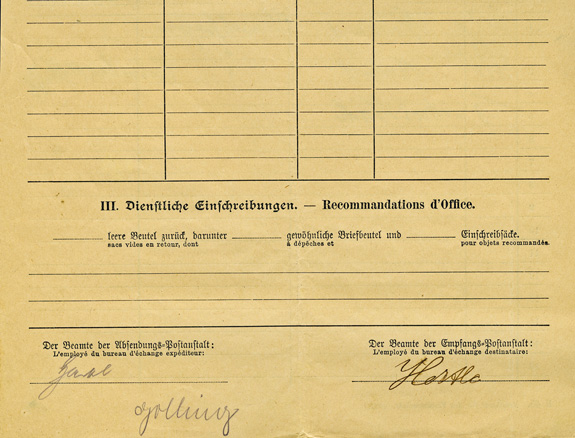 III. Dienstliche Einschreibungen. — Recommandations d'Office.
leere Beutel zurück, darunter gewöhnliche Briefbeutel und Einschreibsäcke.
sacs vides en retour, dont à dépêches et pour objets recommandés.
Der Beamte der Absendungs-Postanstalt: Der Beamte der Empfangs-Postanstalt:
L'employé du bureau d'échange expéditeur: L'employé du bureau d'échange destinataire: